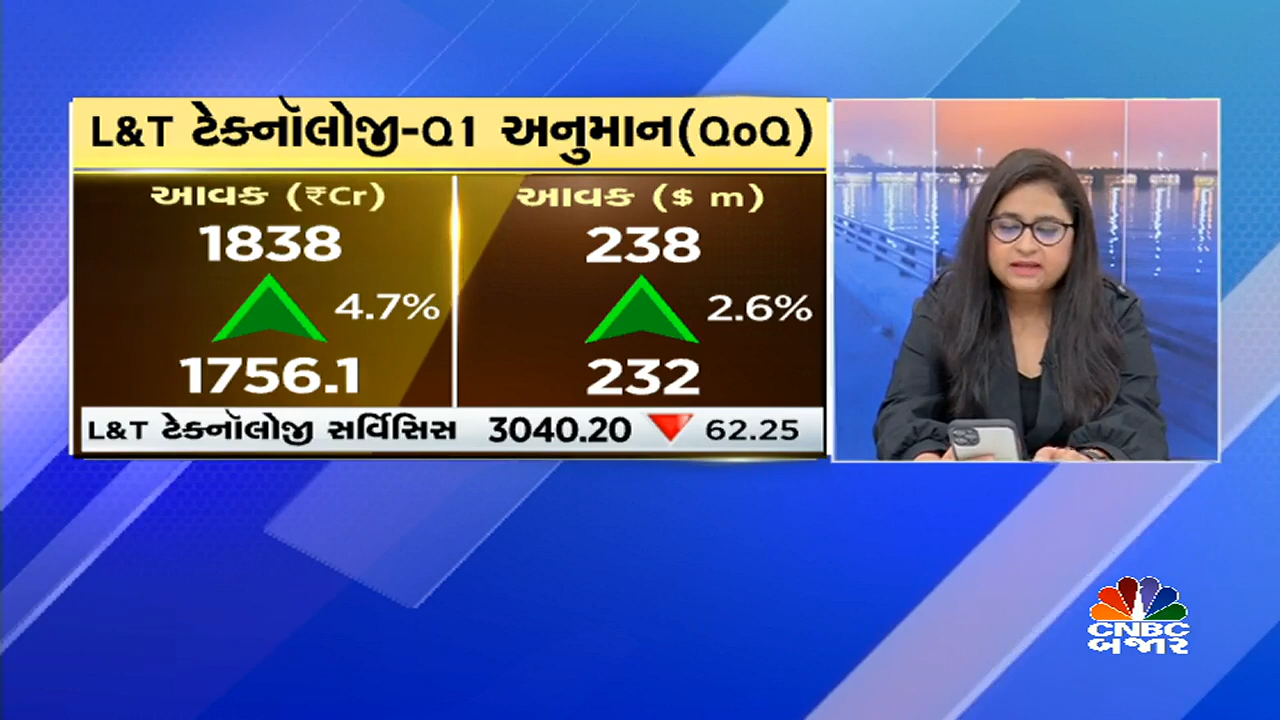 L&T ટેક્નૉલોજી-Q1 અનુમાન(QoQ)
આવક (₹Cr)
1838
4.7%
1756.1
આવક ($ m)
238
2.6%
232
L&T ટેક્નૉલોજી સર્વિસિસ 3040.20 62.25
CNBC
બજાર